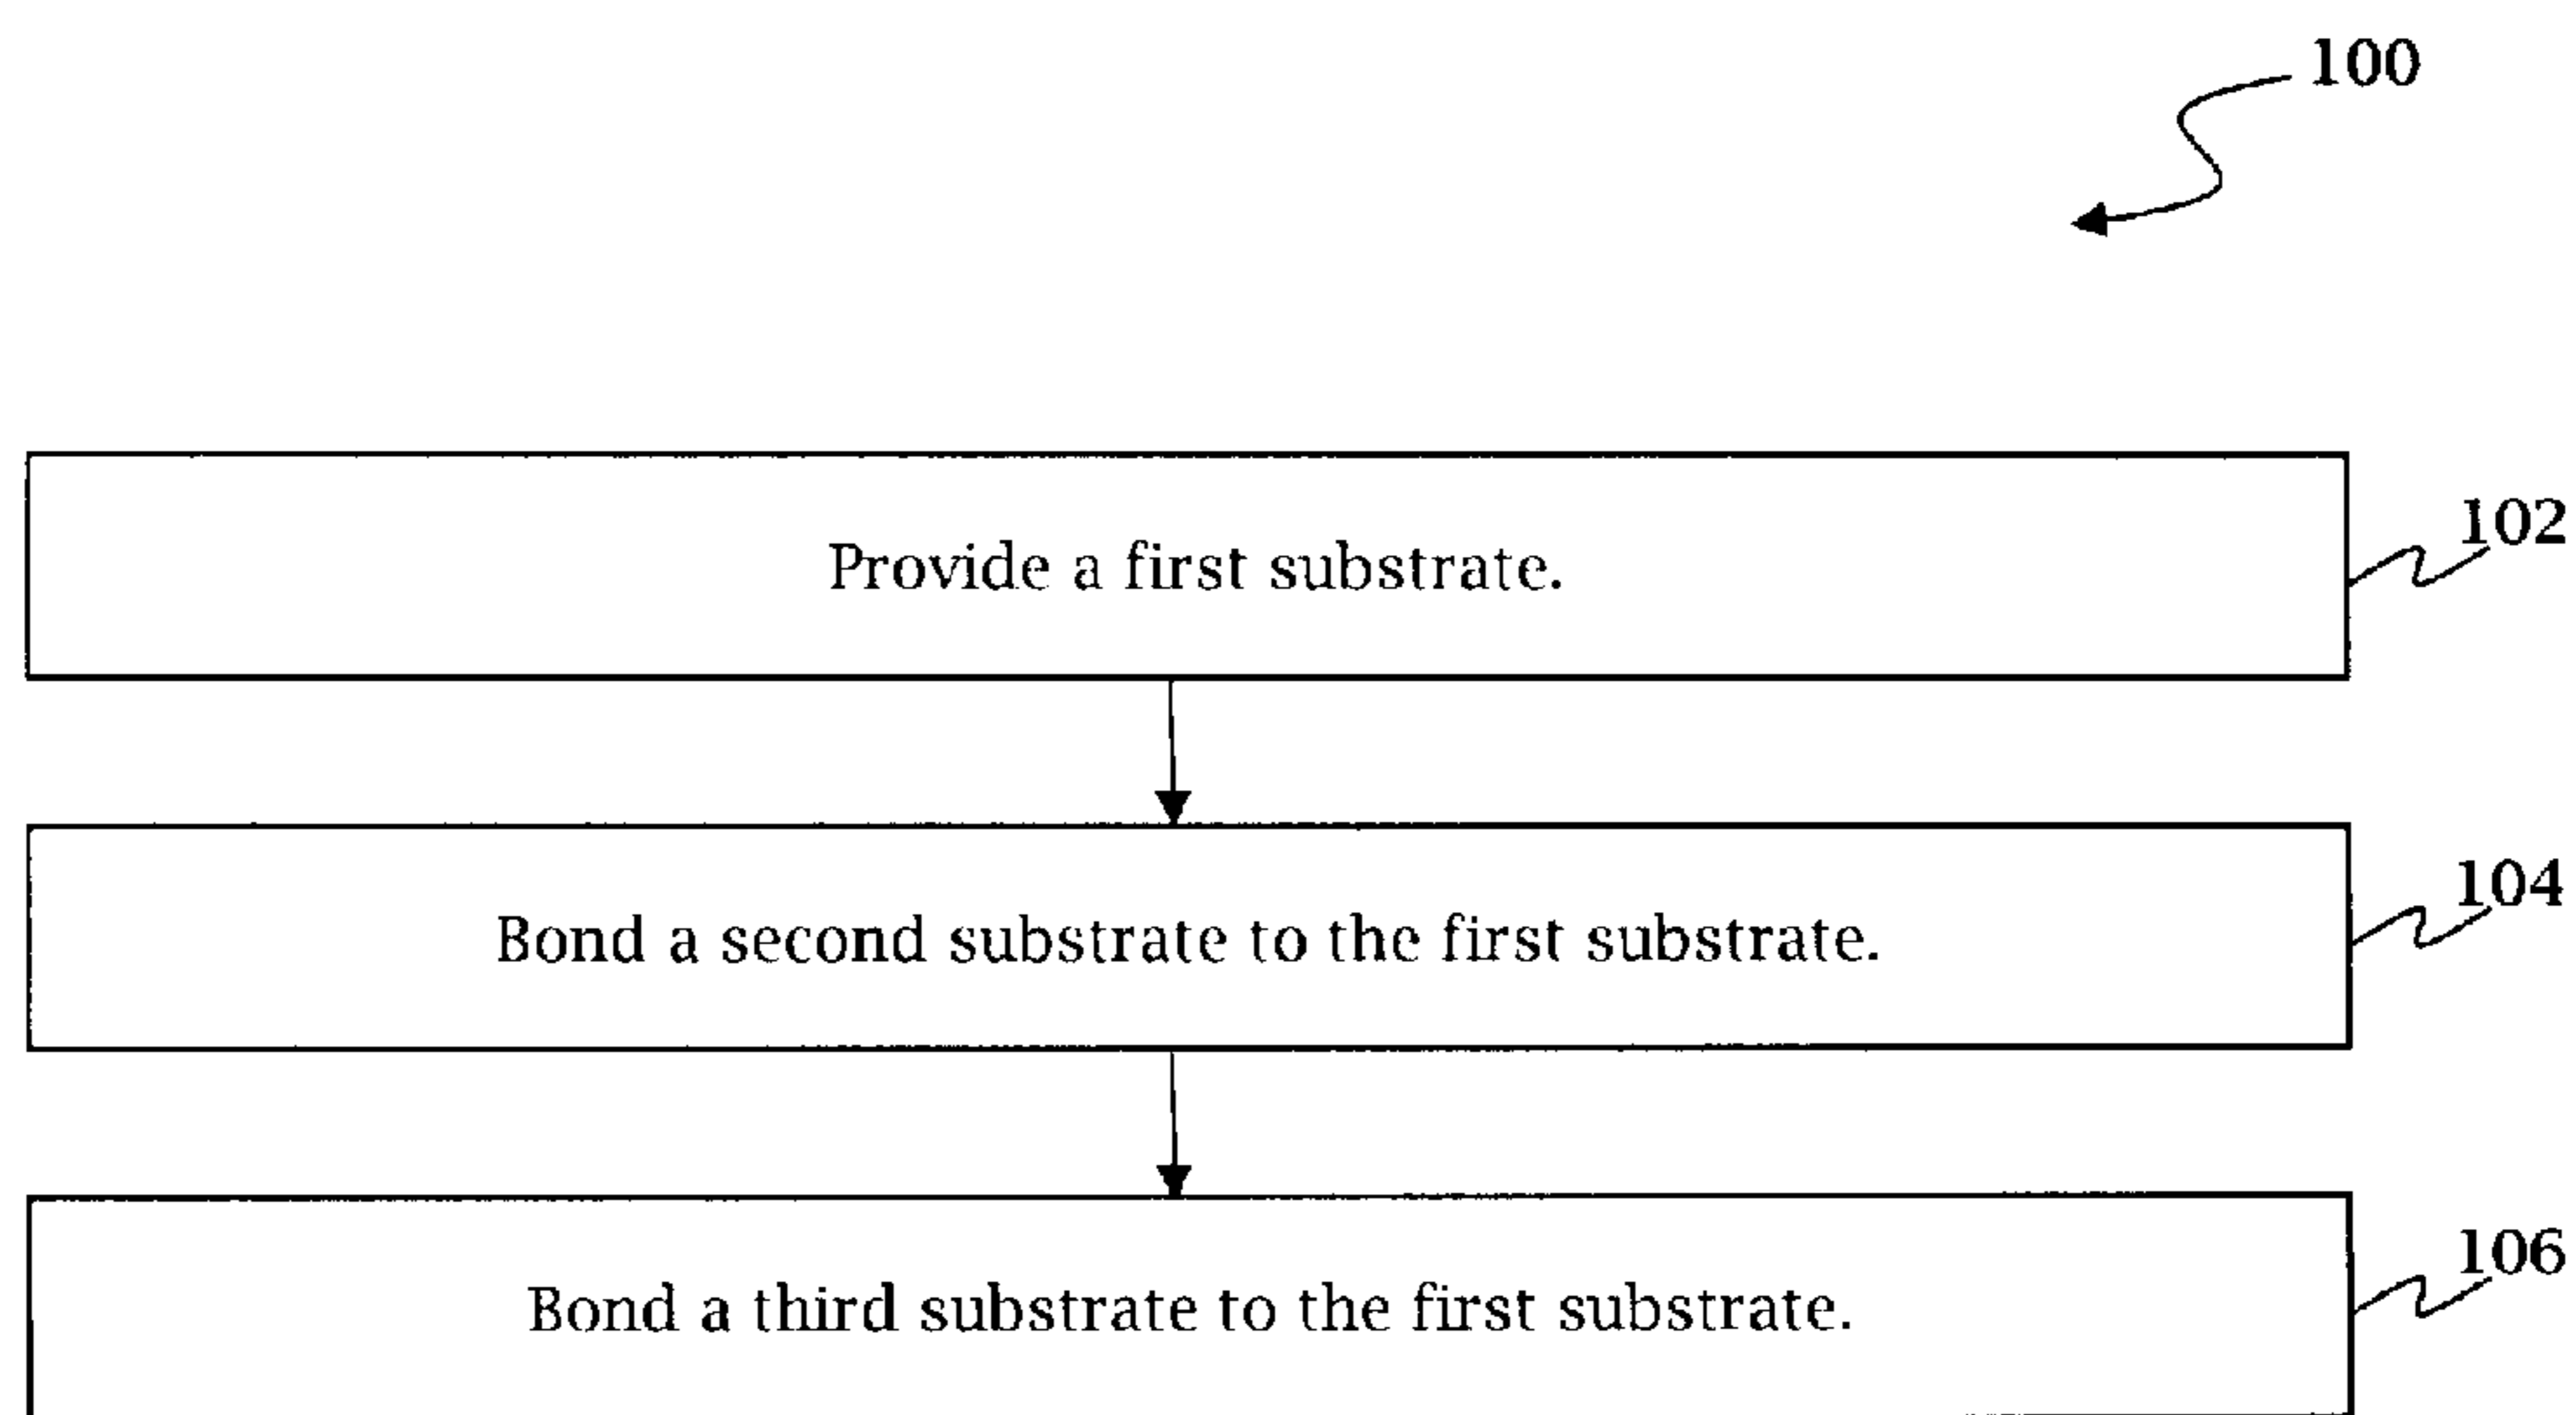 100
Provide a first substrate.
102
Bond a second substrate to the first substrate.
104
Bond a third substrate to the first substrate.
106